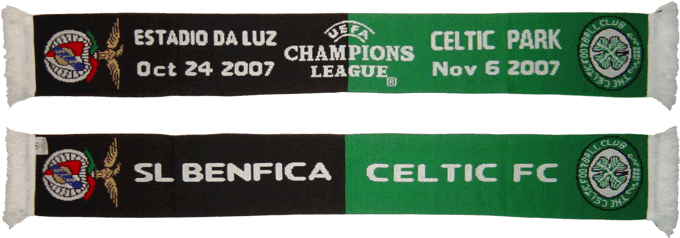 ESTADIO DA LUZ
Oct 24 2007
UEFA
CHAMPIONS
LEAGUE®
CELTIC PARK
Nov 6 2007
THE CELTIC FOOTBALL CLUB
SL BENFICA
CELTIC FC
THE CELTIC FOOTBALL CLUB